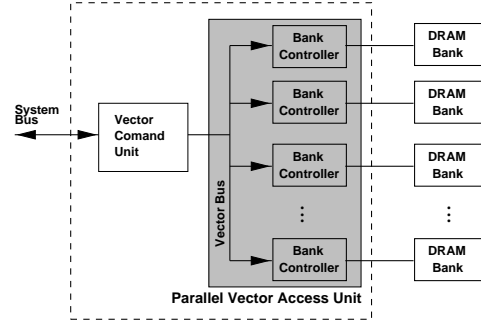 Bank
Controller
DRAM
Bank
System
Bus
Vector
Comand
Unit
Bank
Controller
DRAM
Bank
Bank
Controller
DRAM
Bank
Vector Bus
Bank
Controller
DRAM
Bank
Parallel Vector Access Unit